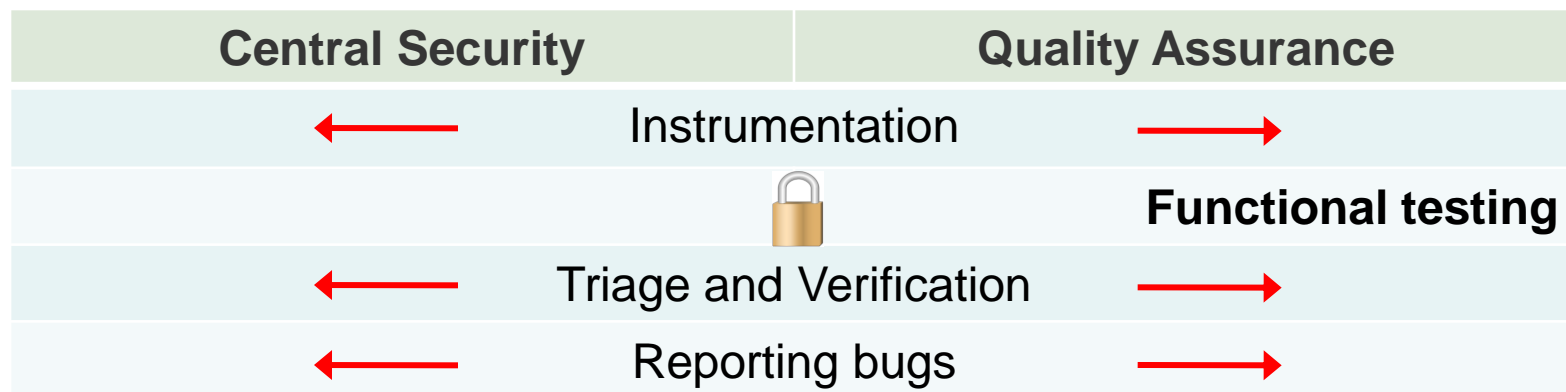 Central Security
Quality Assurance
Instrumentation
Functional testing
Triage and Verification
Reporting bugs